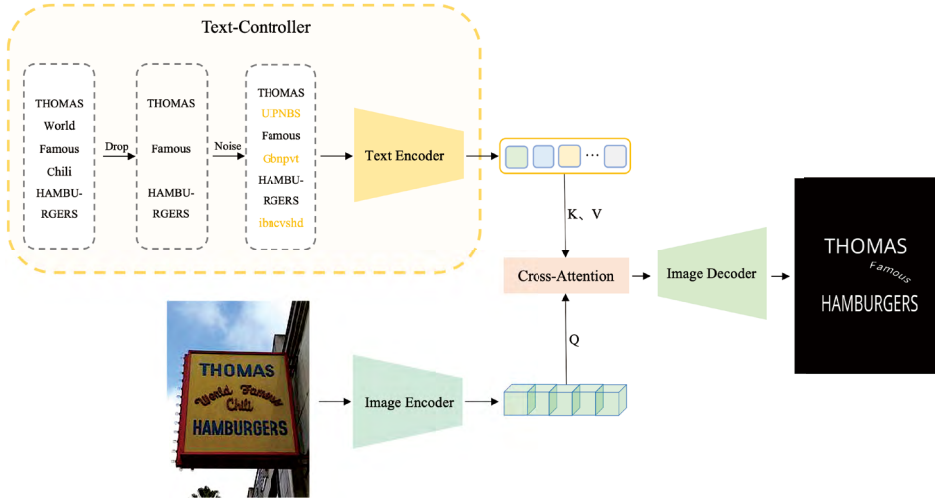 Text-Controller
THOMAS
World
Famous
Chili
HAMBU-
RGERS
Drop
THOMAS
Famous
HAMBU-
RGERS
Noise
THOMAS
UPNBS
Famous
Gbnpvt
HAMBU-
RGERS
ibncvshd
Text Encoder
...
K、V
Cross-Attention
Image Decoder
THOMAS
Famous
HAMBURGERS
Q
THOMAS
World Famous
Chili
HAMBURGERS
Image Encoder